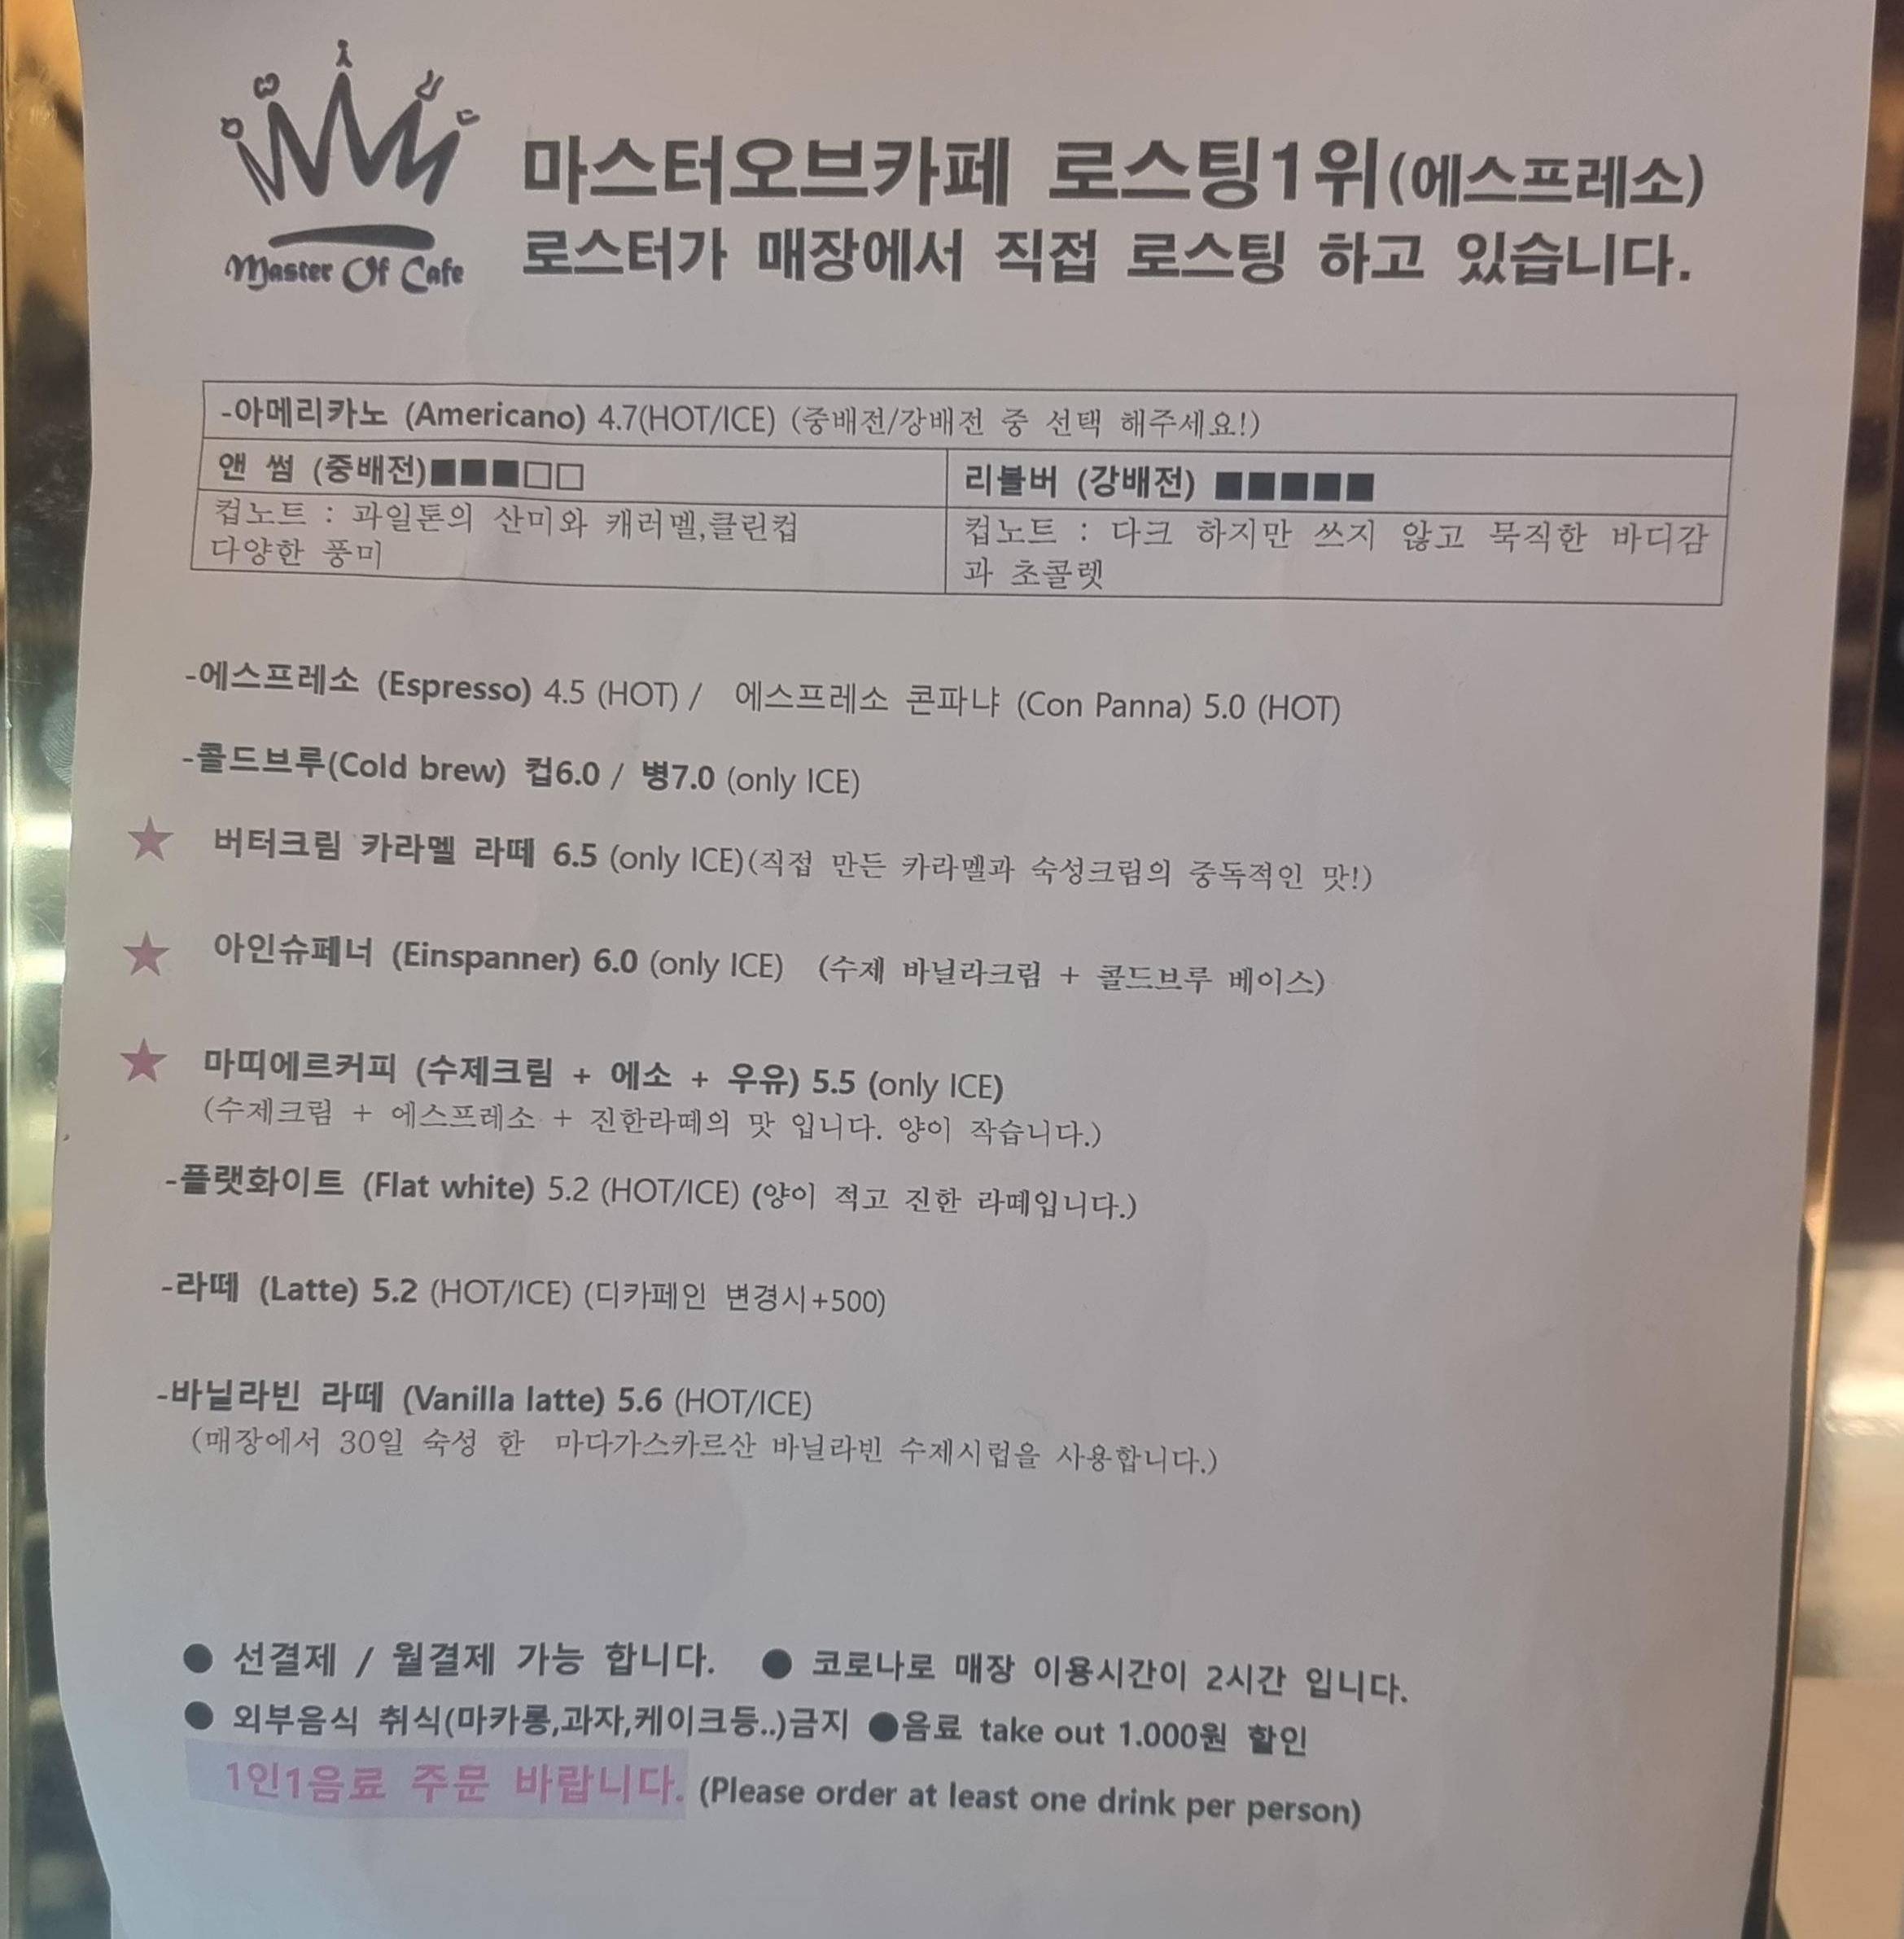 마스터오브카페 로스팅1위(에스프레소)
로스터가 매장에서 직접 로스팅 하고 있습니다.
Master Of Cafe
-아메리카노 (Americano) 4.7(HOT/ICE) (중배전/강배전 중 선택 해주세요!)
앤 썸 (중배전)■■■□□
리볼버 (강배전) ■■■■■
컵노트 : 과일톤의 산미와 캐러멜,클린컵
다양한 풍미
컵노트 : 다크 하지만 쓰지 않고 묵직한 바디감
과 초콜렛
-에스프레소 (Espresso) 4.5 (HOT) / 에스프레소 콘파냐 (Con Panna) 5.0 (HOT)
-콜드브루(Cold brew) 컵6.0 / 병7.0 (only ICE)
★ 버터크림 카라멜 라떼 6.5 (only ICE)(직접 만든 카라멜과 숙성크림의 중독적인 맛!)
★ 아인슈페너 (Einspanner) 6.0 (only ICE) (수제 바닐라크림 + 콜드브루 베이스)
★ 마띠에르커피 (수제크림 + 에소 + 우유) 5.5 (only ICE)
(수제크림 + 에스프레소 + 진한라떼의 맛 입니다. 양이 작습니다.)
-플랫화이트 (Flat white) 5.2 (HOT/ICE) (양이 적고 진한 라떼입니다.)
-라떼 (Latte) 5.2 (HOT/ICE) (디카페인 변경시+500)
-바닐라빈 라떼 (Vanilla latte) 5.6 (HOT/ICE)
(매장에서 30일 숙성 한 마다가스카르산 바닐라빈 수제시럽을 사용합니다.)
● 선결제 / 월결제 가능 합니다. ● 코로나로 매장 이용시간이 2시간 입니다.
● 외부음식 취식(마카롱,과자,케이크등..)금지 ●음료 take out 1.000원 할인
1인1음료 주문 바랍니다. (Please order at least one drink per person)